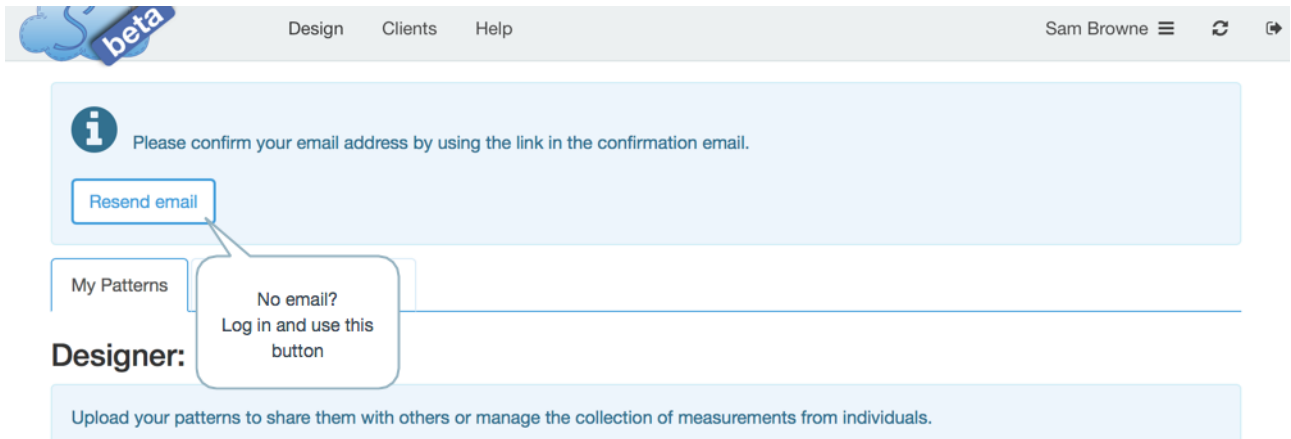 beta
Design Clients Help Sam Browne
Please confirm your email address by using the link in the confirmation email.
Resend email
My Patterns
No email?
Log in and use this
button
Designer:
Upload your patterns to share them with others or manage the collection of measurements from individuals.